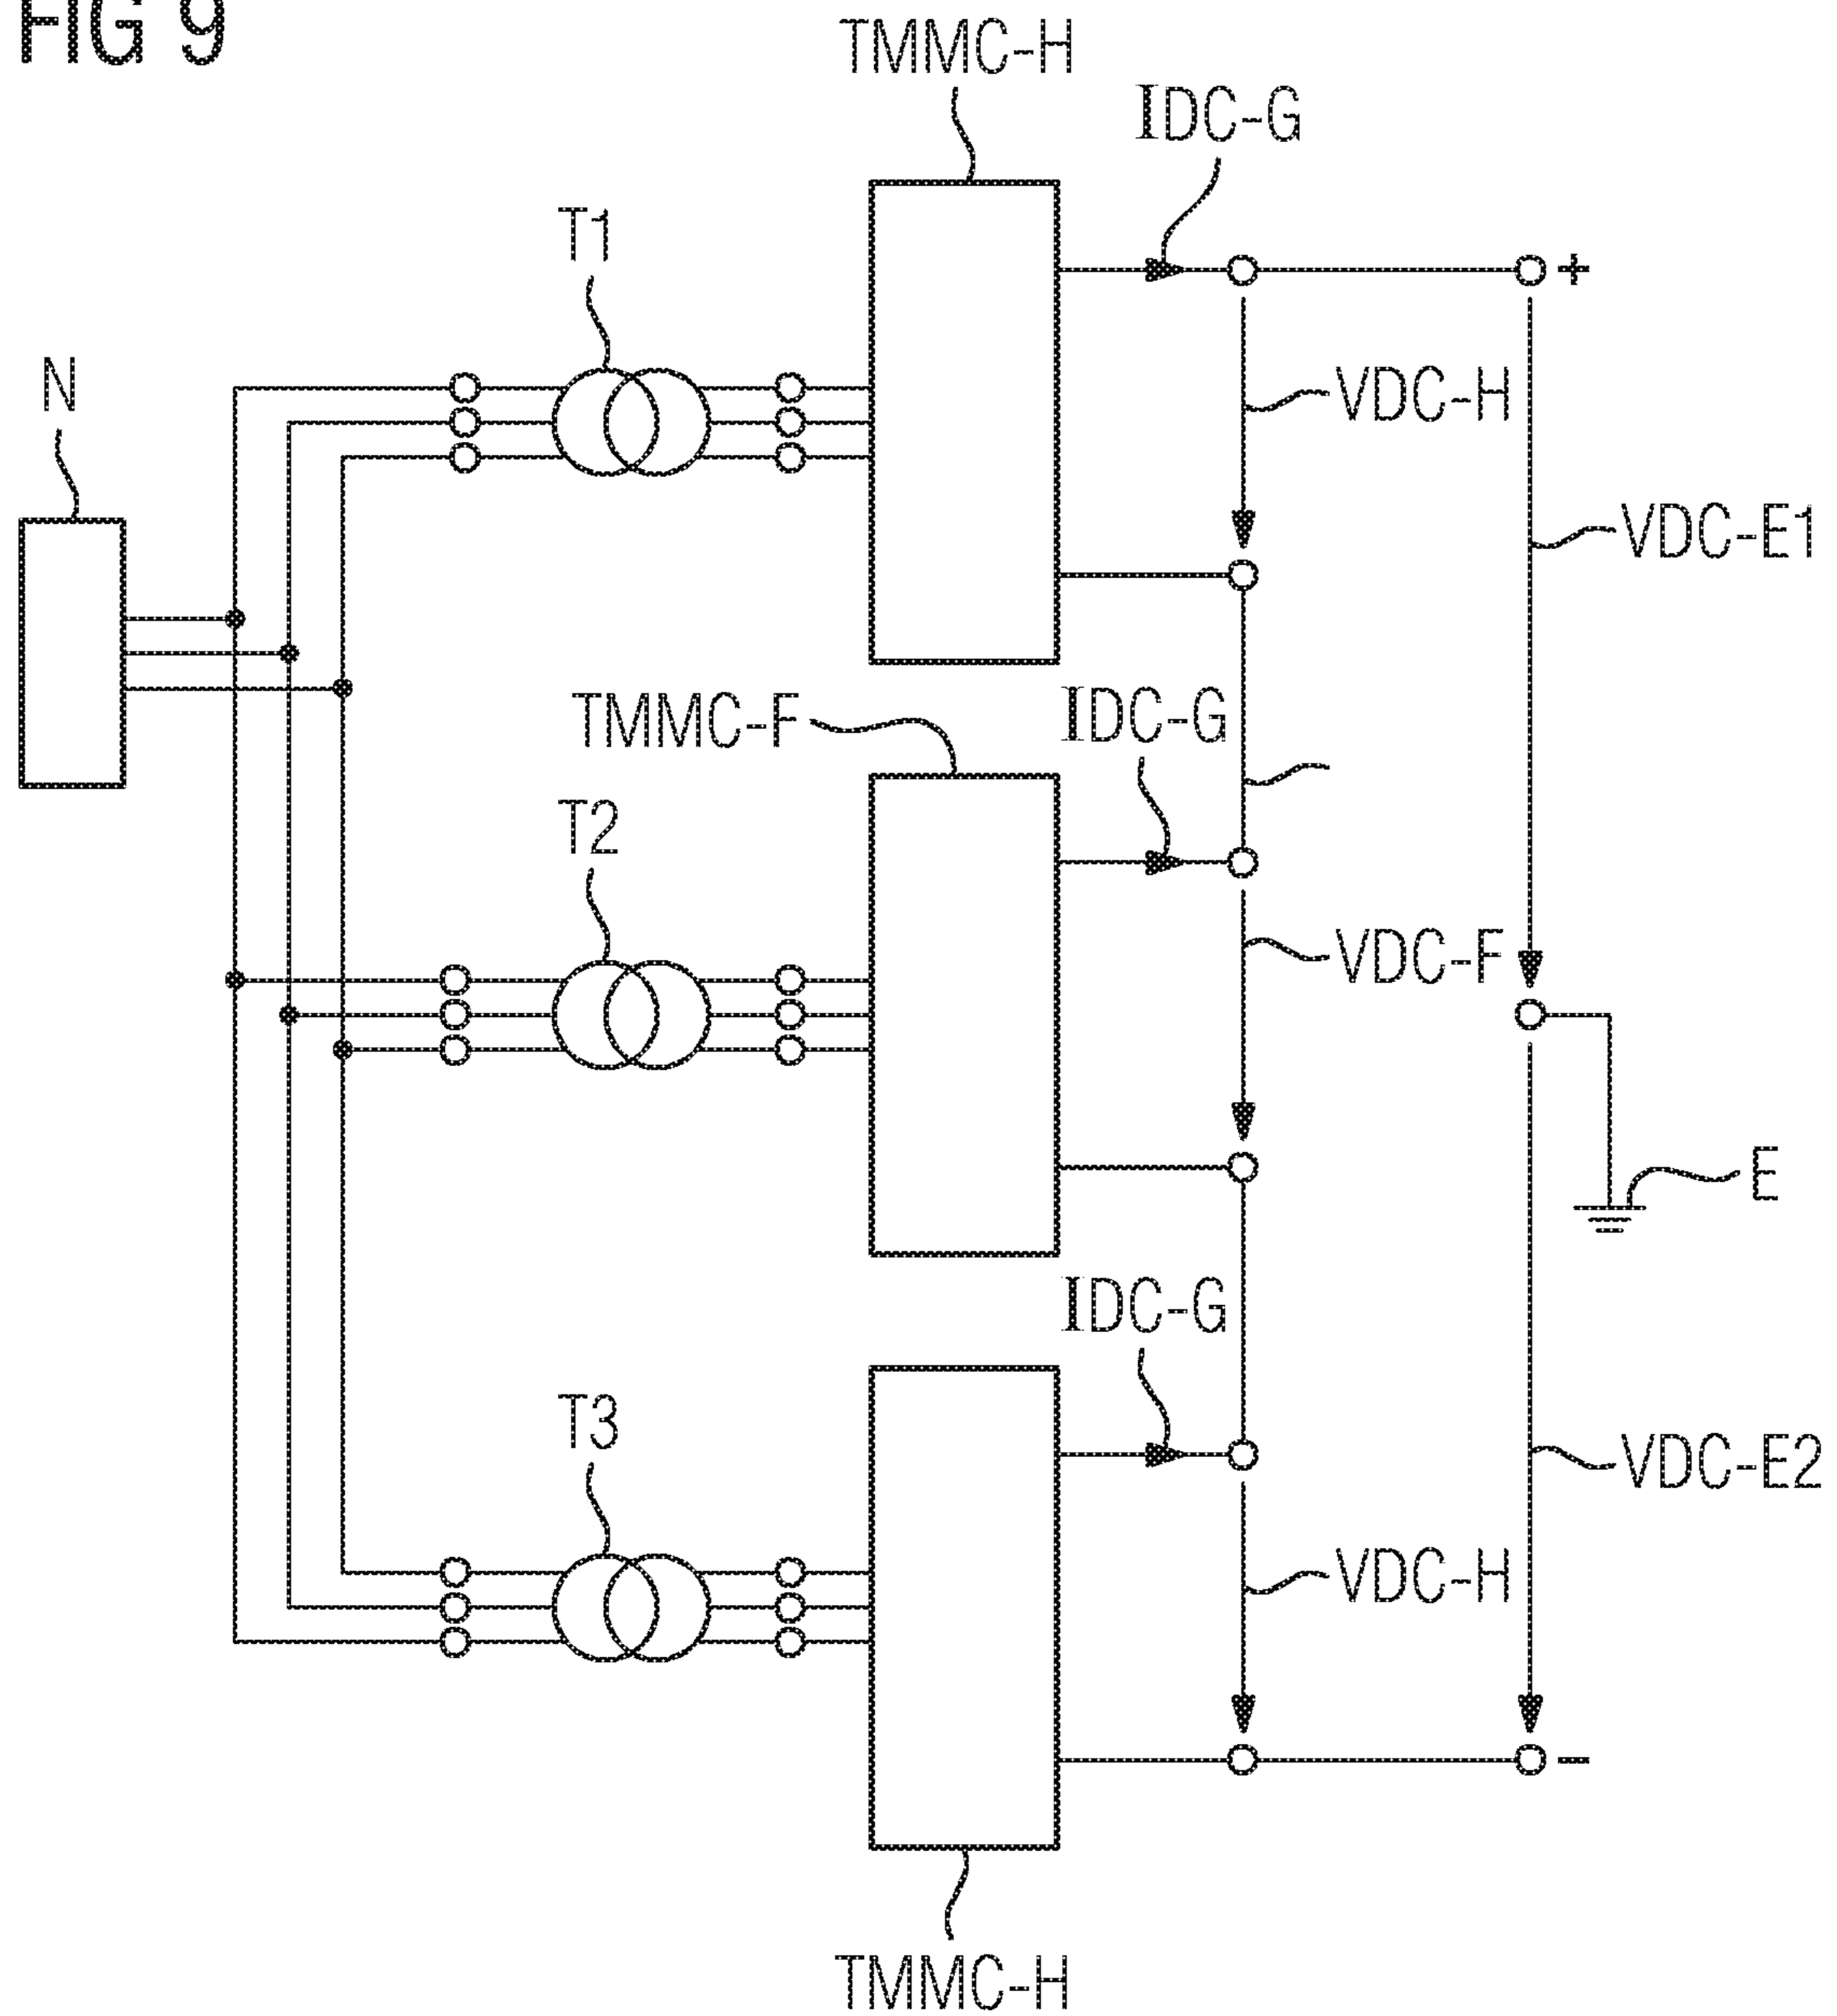 FIG 9
TMMC-H
IDC-G
T1
+
N
VDC-H
VDC-E1
TMMC-F
IDC-G
T2
VDC-F
E
IDC-G
T3
VDC-E2
VDC-H
−
TMMC-H